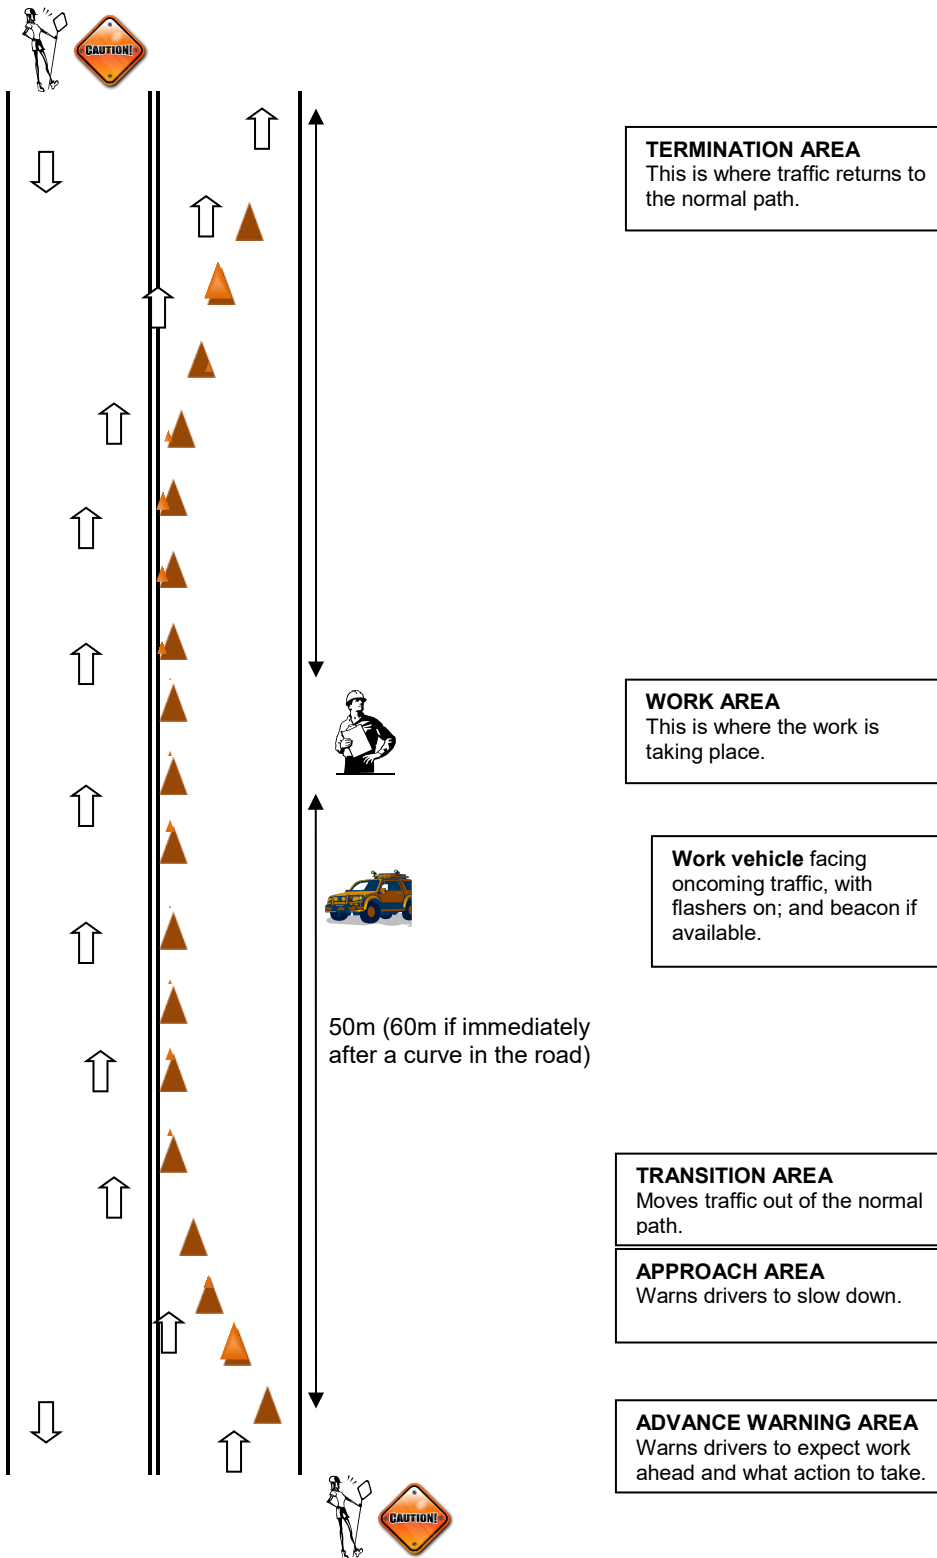 CAUTION!
TERMINATION AREA
This is where traffic returns to
the normal path.
WORK AREA
This is where the work is
taking place.
Work vehicle facing
oncoming traffic, with
flashers on; and beacon if
available.
50m (60m if immediately
after a curve in the road)
TRANSITION AREA
Moves traffic out of the normal
path.
APPROACH AREA
Warns drivers to slow down.
ADVANCE WARNING AREA
Warns drivers to expect work
ahead and what action to take.
CAUTION!